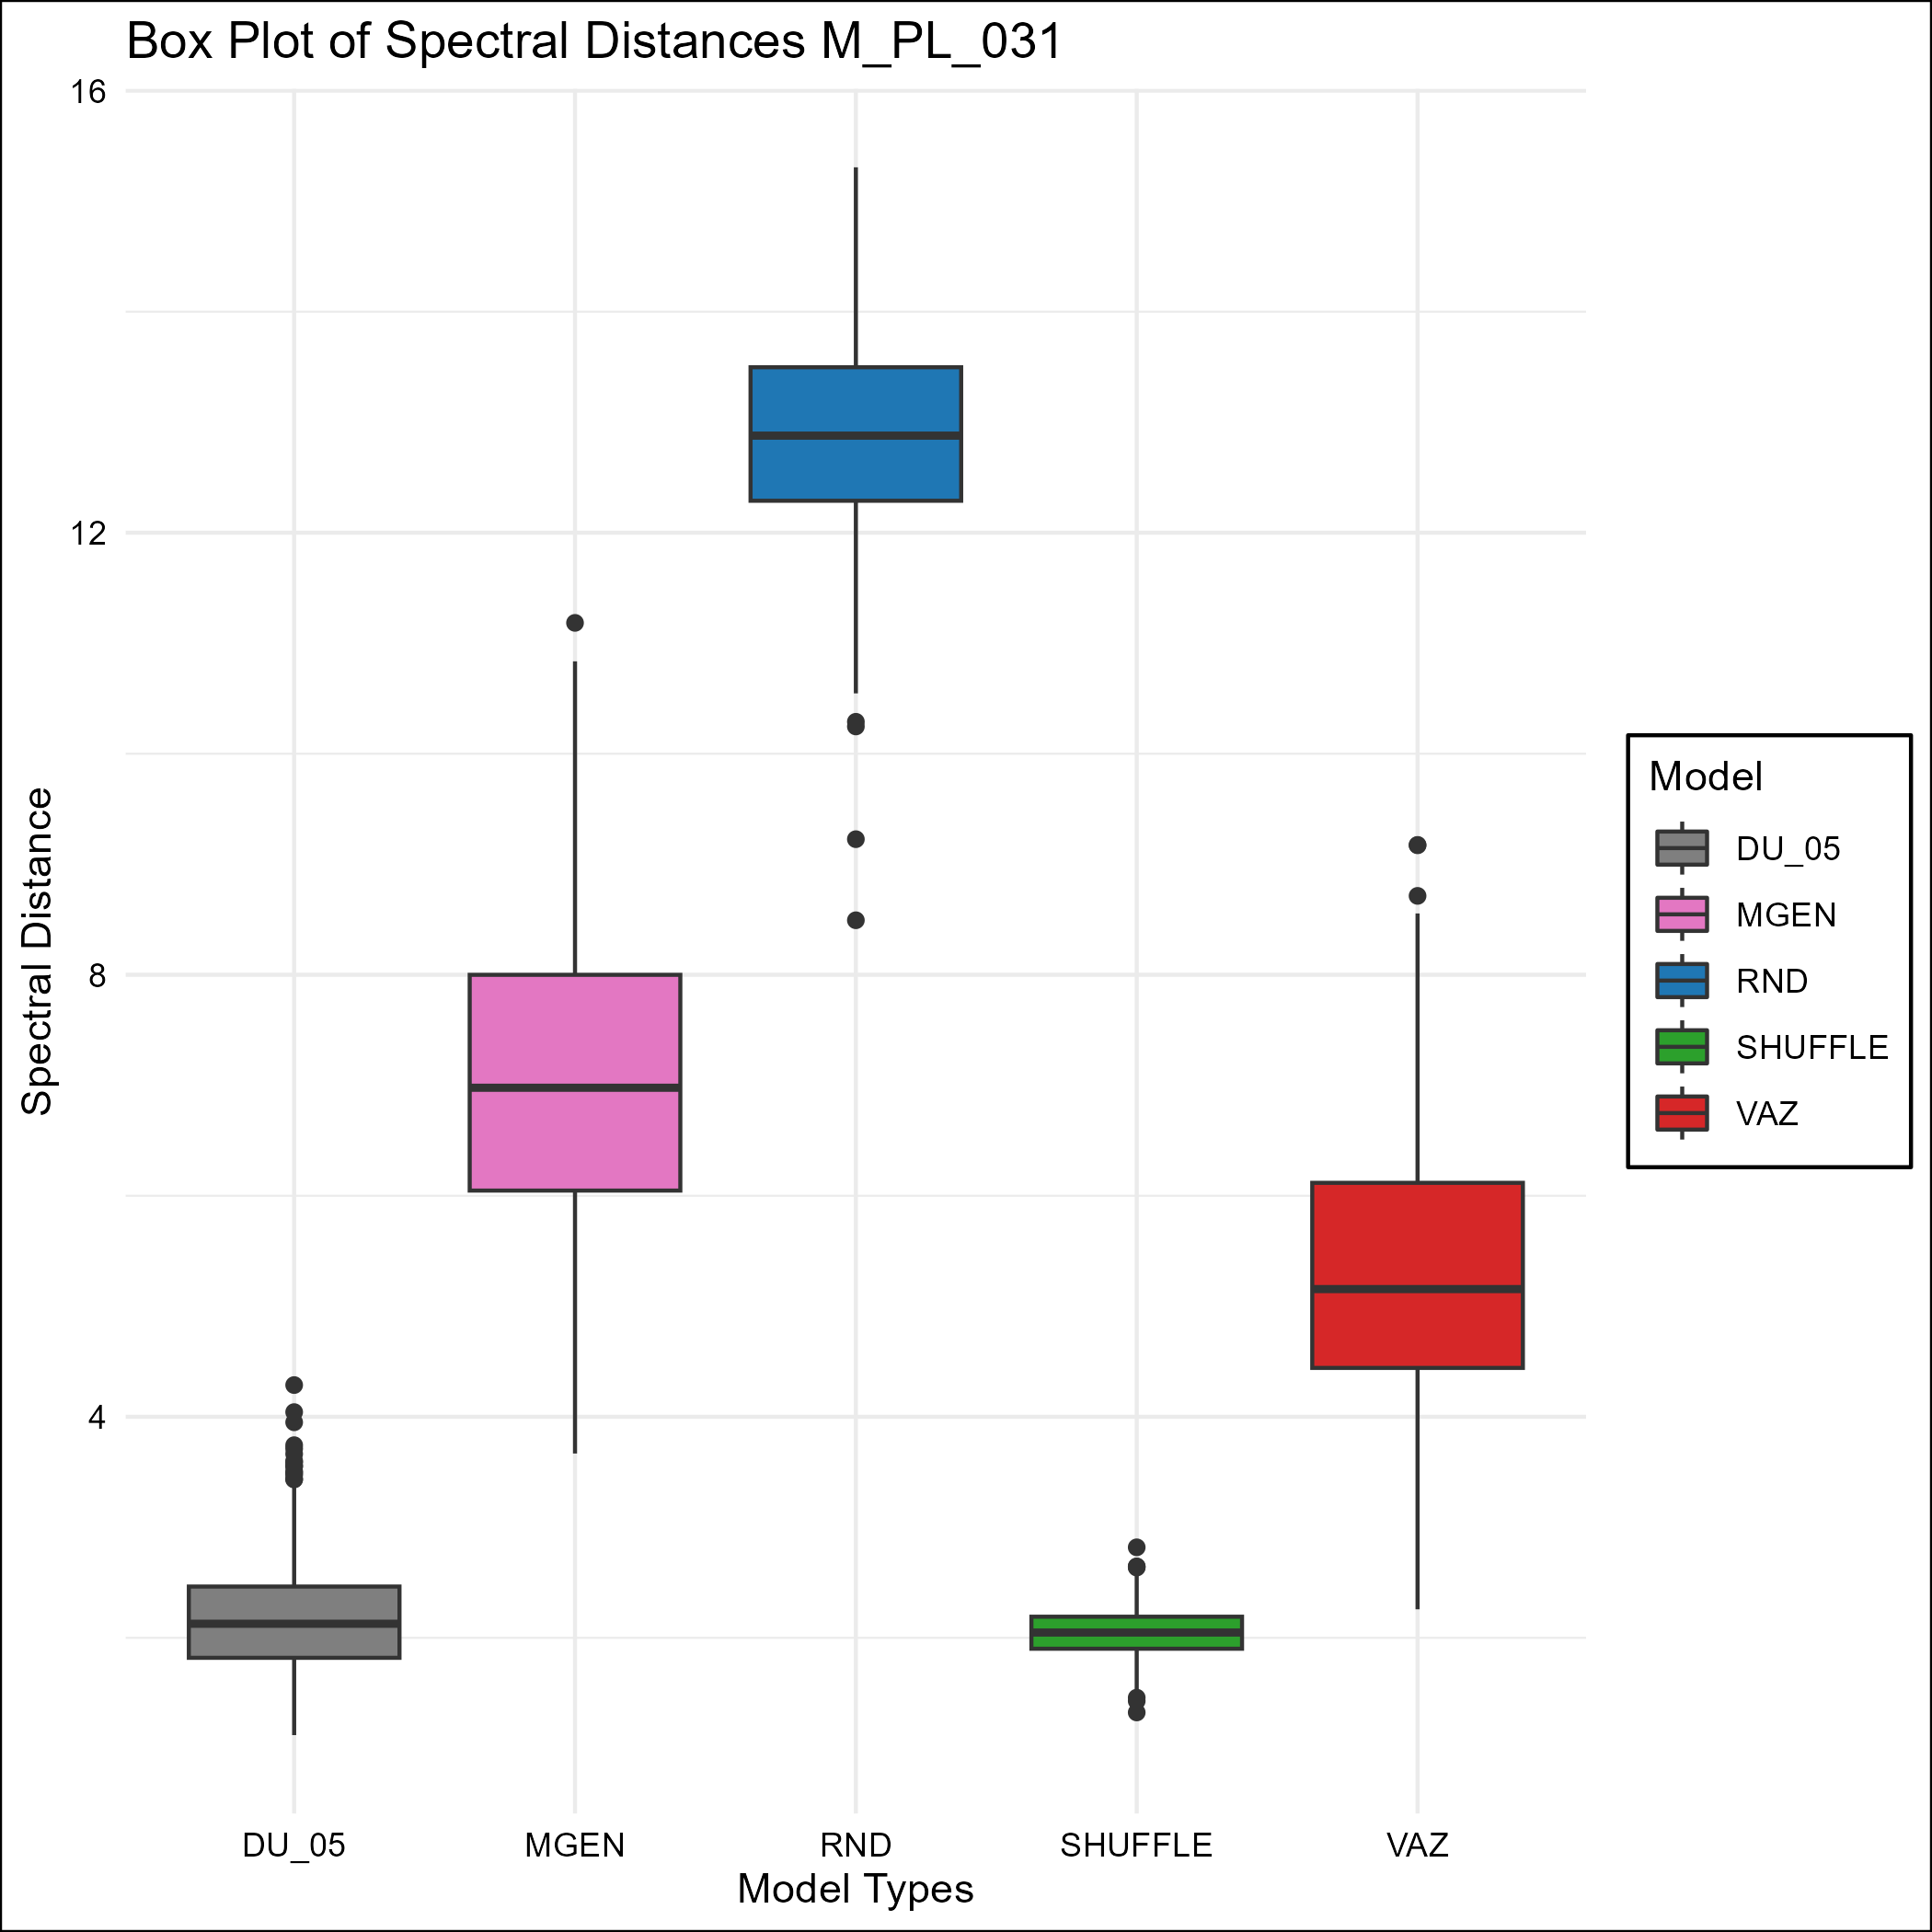 Box Plot of Spectral Distances M_PL_031
16
12
8
4
Spectral Distance
DU_05
MGEN
RND
SHUFFLE
VAZ
Model Types
Model
DU_05
MGEN
RND
SHUFFLE
VAZ